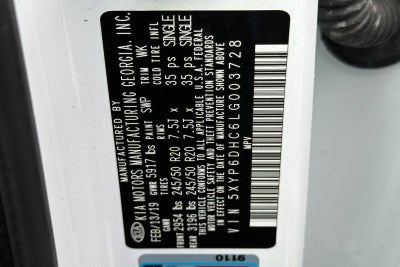 MANUFACTURED BY
KIA KIA MOTORS MANUFACTURING GEORGIA, INC.
FEB/13/19 PAINT SWP TRIM WK
GVWR 5917 lbs RIMS COLD TIRE INFL
GAWR TIRES
FRONT 2954 lbs 245/50 R20 7.5J x 35 psi SINGLE
REAR 3196 lbs 245/50 R20 7.5J x 35 psi SINGLE
THIS VEHICLE CONFORMS TO ALL APPLICABLE U.S.A. FEDERAL
MOTOR VEHICLE SAFETY AND THEFT PREVENTION STANDARDS
IN EFFECT ON THE DATE OF MANUFACTURE SHOWN ABOVE
VIN 5XYP6DHC6LG003728
MPV
9110